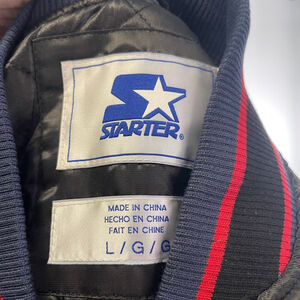 STARTER®
MADE IN CHINA
HECHO EN CHINA
FAIT EN CHINE
L/G/G